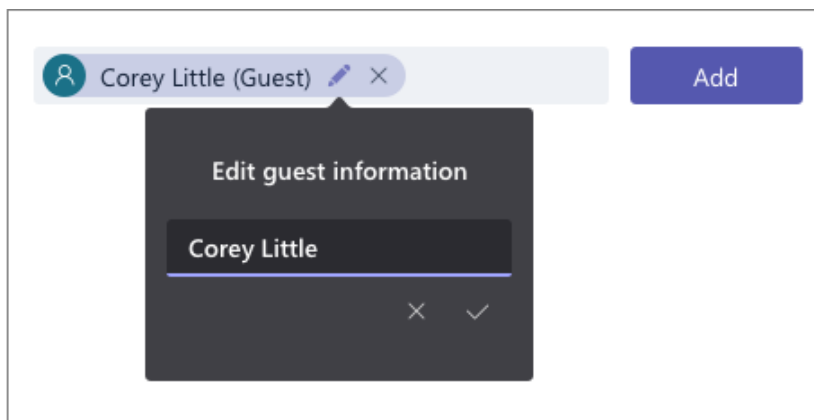 Corey Little (Guest)
Add
Edit guest information
Corey Little